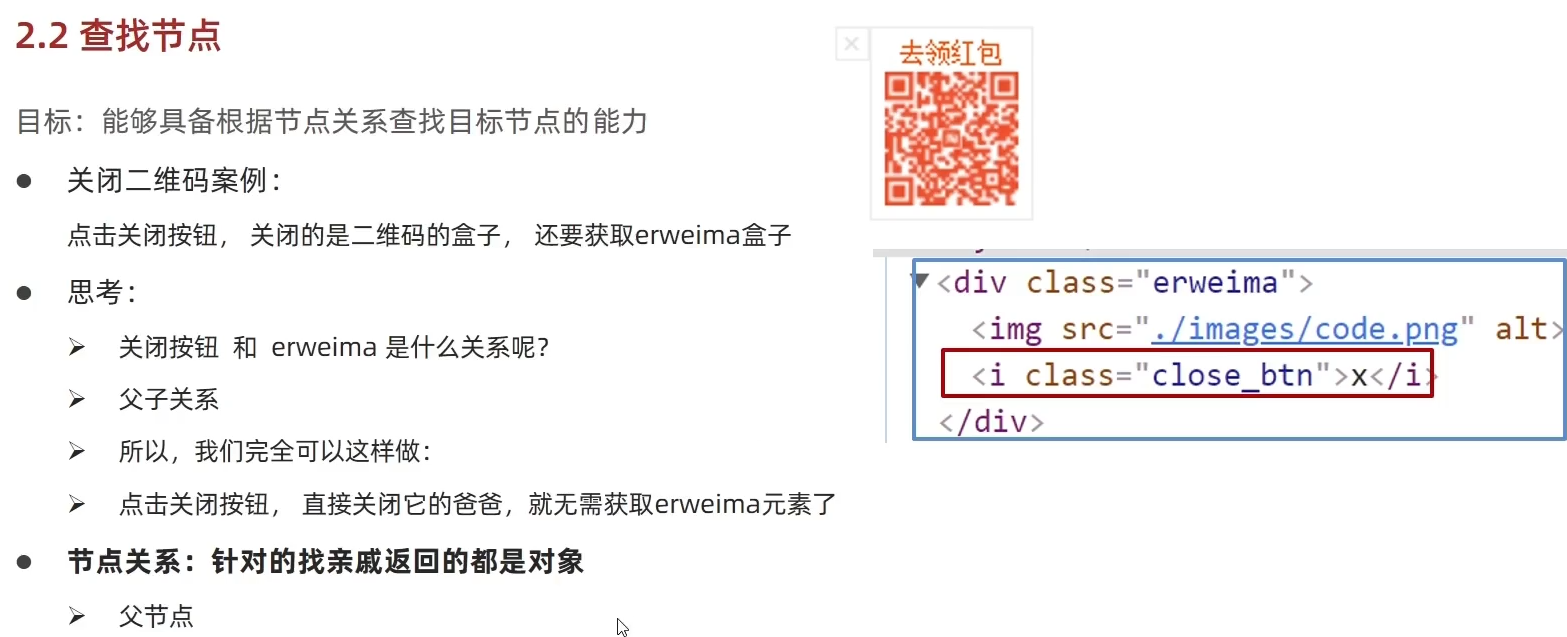 2.2 查找节点
目标：能够具备根据节点关系查找目标节点的能力
● 关闭二维码案例：
点击关闭按钮， 关闭的是二维码的盒子， 还要获取erweima盒子
● 思考：
➢ 关闭按钮 和 erweima 是什么关系呢？
➢ 父子关系
➢ 所以，我们完全可以这样做：
➢ 点击关闭按钮， 直接关闭它的爸爸，就无需获取erweima元素了
● 节点关系：针对的找亲戚返回的都是对象
➢ 父节点
×
去领红包
▼<div class="erweima">
<img src="./images/code.png" alt>
<i class="close_btn">x</i>
</div>